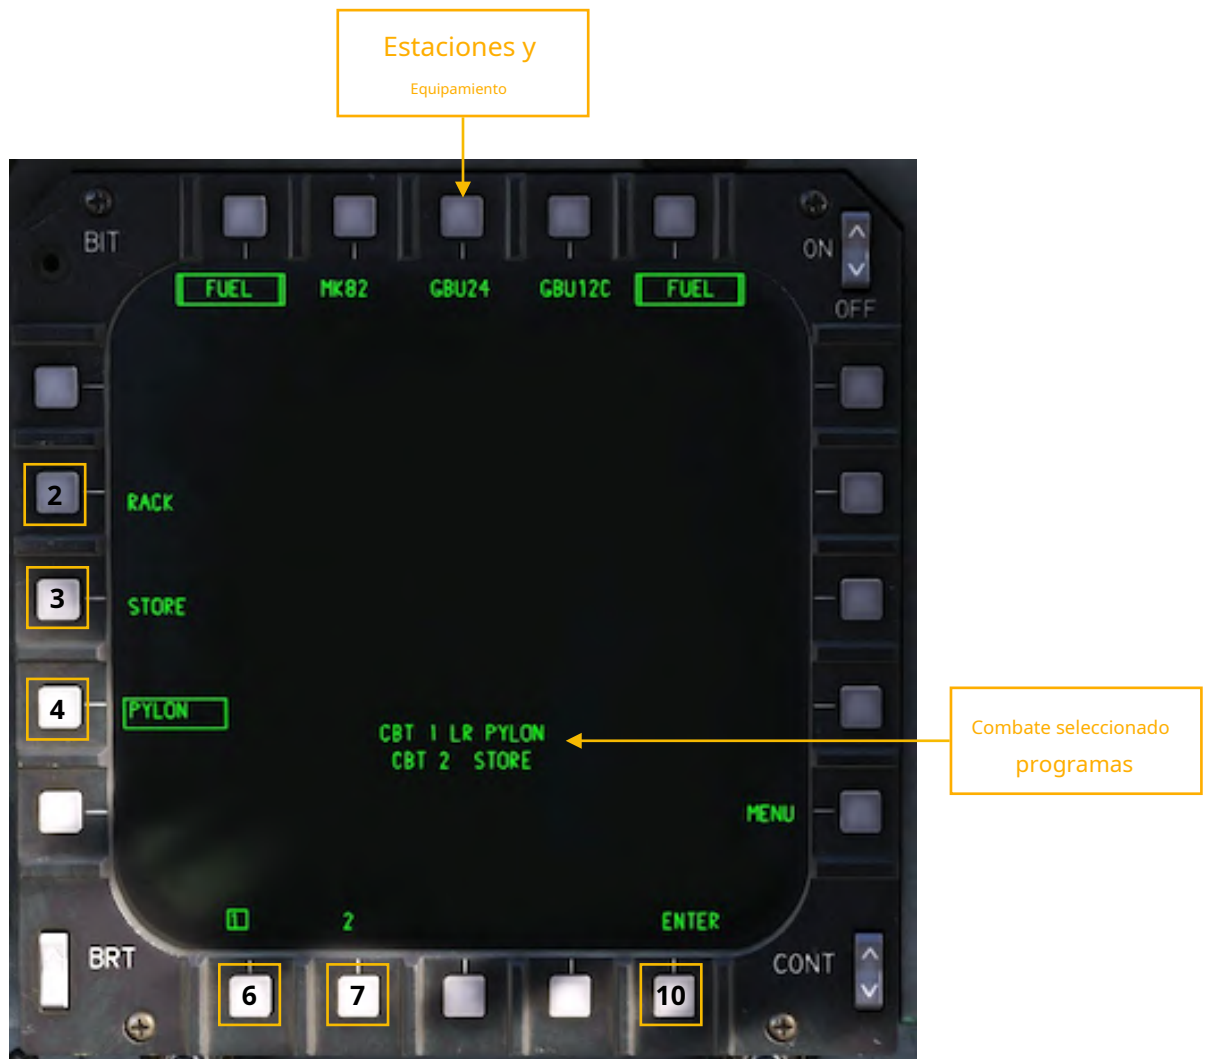 Estaciones y
Equipamiento
BIT
ON
OFF
FUEL MK82 GBU24 GBU12C FUEL
2 RACK
3 STORE
4 PYLON
CBT 1 LR PYLON
CBT 2 STORE
Combate seleccionado
programas
MENU
1 2 ENTER
BRT
CONT
6 7 10